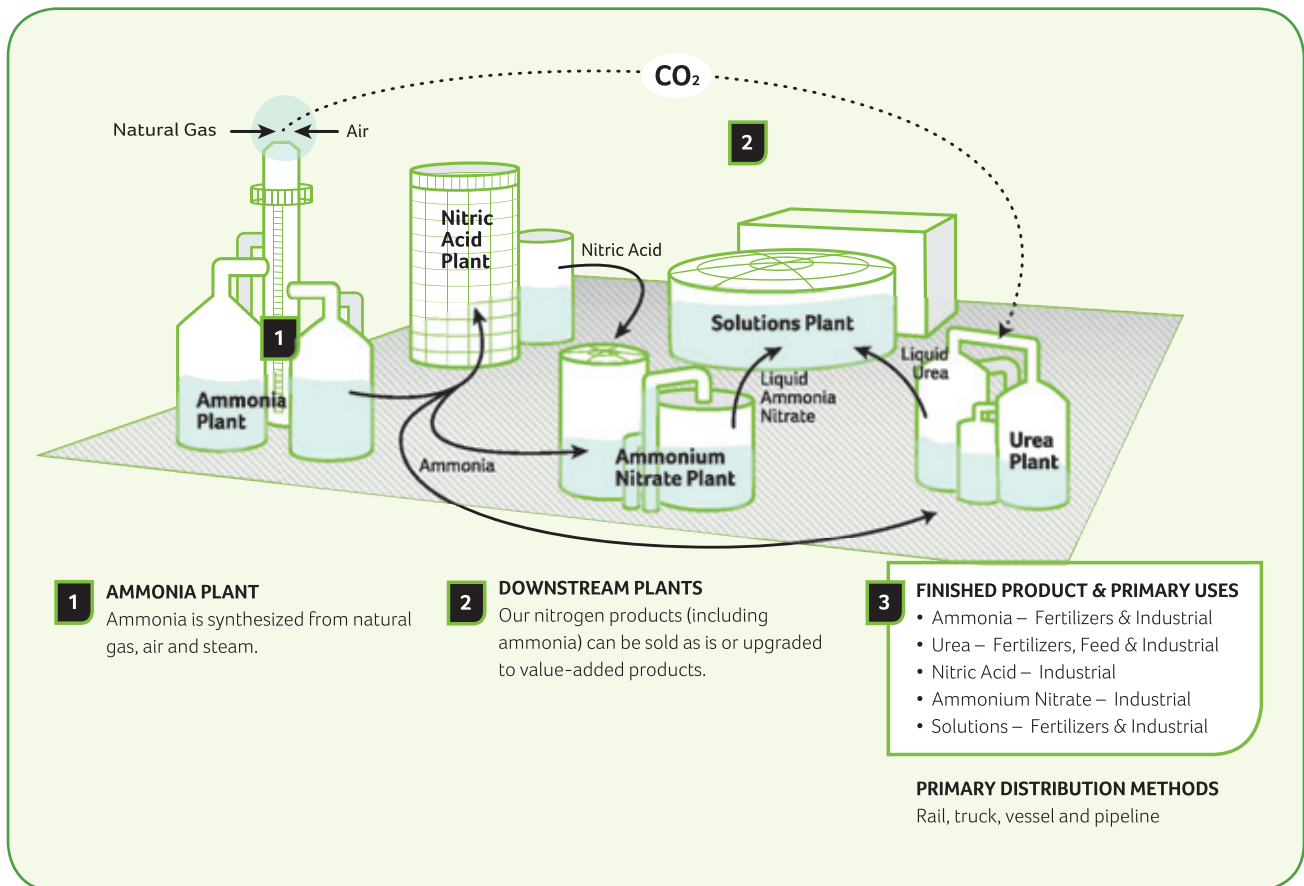 CO₂
Natural Gas
Air
2
Nitric
Acid
Plant
Nitric Acid
Solutions Plant
1
Liquid
Urea
Liquid
Ammonia
Nitrate
Ammonia
Plant
Ammonia
Ammonium
Nitrate Plant
Urea
Plant
1
AMMONIA PLANT
Ammonia is synthesized from natural
gas, air and steam.
2
DOWNSTREAM PLANTS
Our nitrogen products (including
ammonia) can be sold as is or upgraded
to value-added products.
3
FINISHED PRODUCT & PRIMARY USES
• Ammonia – Fertilizers & Industrial
• Urea – Fertilizers, Feed & Industrial
• Nitric Acid – Industrial
• Ammonium Nitrate – Industrial
• Solutions – Fertilizers & Industrial
PRIMARY DISTRIBUTION METHODS
Rail, truck, vessel and pipeline